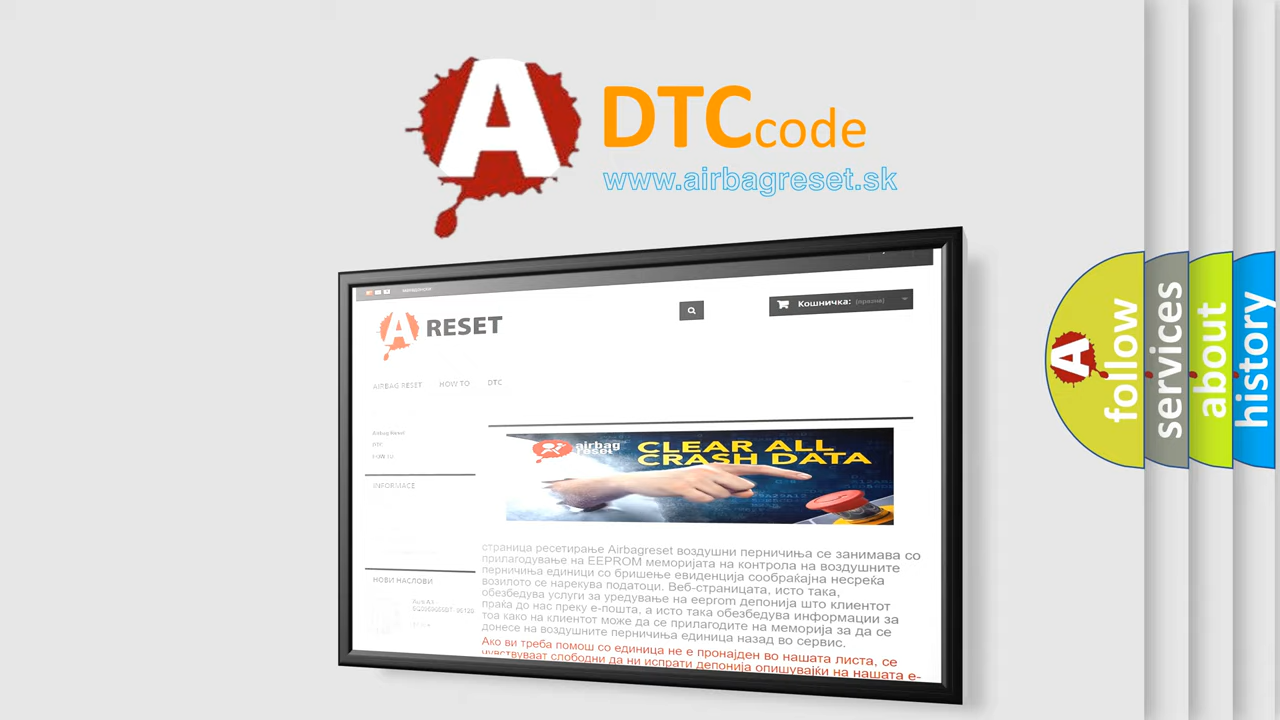 A
DTC code
www.airbagreset.sk
A RESET
Кошничка: (празна)
AIRBAG RESET HOW TO DTC
Airbag Reset
DTC
HOW TO
INFORMACE
airbag
reset
CLEAR ALL
CRASH DATA
страница ресетирање Airbagreset воздушни перничиња се занимава со
прилагодување на EEPROM меморијата на контрола на воздушните
перничиња единици со бришење евиденција сообраќајна несреќа
возилото се нарекува податоци. Веб-страницата, исто така,
обезбедува услуги за уредување на eeprom депонија што клиентот
праќа до нас преку е-пошта, а исто така обезбедува информации за
тоа како на клиентот може да се прилагодите на меморија за да се
донесе на воздушните перничиња единица назад во сервис.
Ако ви треба помош со единица не е пронајден во нашата листа, се
чувствуваат слободни да ни испрати депонија опишувајќи на нашата е-
НОВИ НАСЛОВИ
A
follow
services
about
history